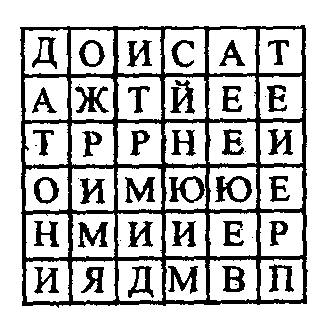 Д О И С А Т
А Ж Т Й Е Е
Т Р Р Н Е И
О И М Ю Ю Е
Н М И И Е Р
И Я Д М В П